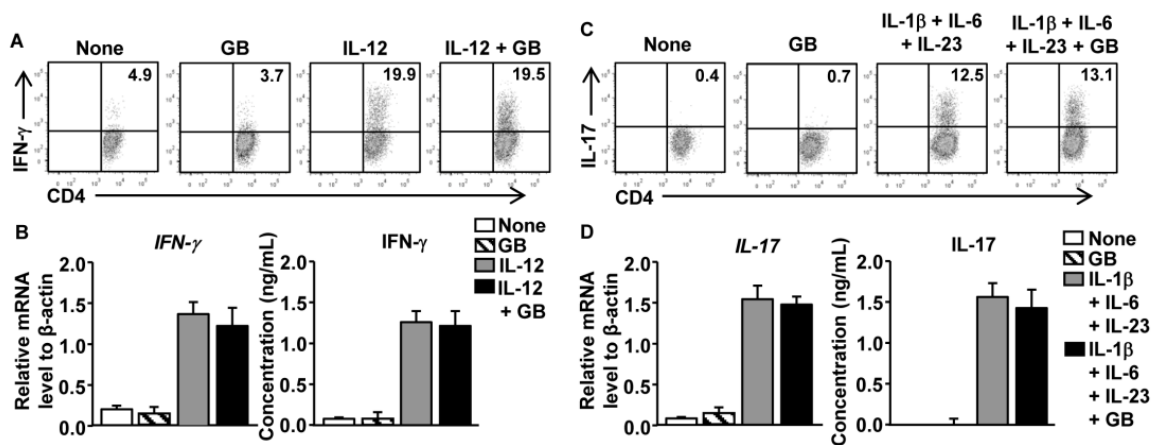 A
None
GB
IL-12
IL-12 + GB
4.9
3.7
19.9
19.5
IFN-γ
CD4
B
IFN-γ
Relative mRNA
level to β-actin
2.0
1.5
1.0
0.5
0.0
IFN-γ
Concentration (ng/mL)
2.0
1.5
1.0
0.5
0.0
None
GB
IL-12
IL-12
+ GB
C
None
GB
IL-1β + IL-6
+ IL-23
IL-1β + IL-6
+ IL-23 + GB
0.4
0.7
12.5
13.1
IL-17
CD4
D
IL-17
Relative mRNA
level to β-actin
2.0
1.5
1.0
0.5
0.0
IL-17
Concentration (ng/mL)
2.0
1.5
1.0
0.5
0.0
None
GB
IL-1β
+ IL-6
+ IL-23
IL-1β
+ IL-6
+ IL-23
+ GB